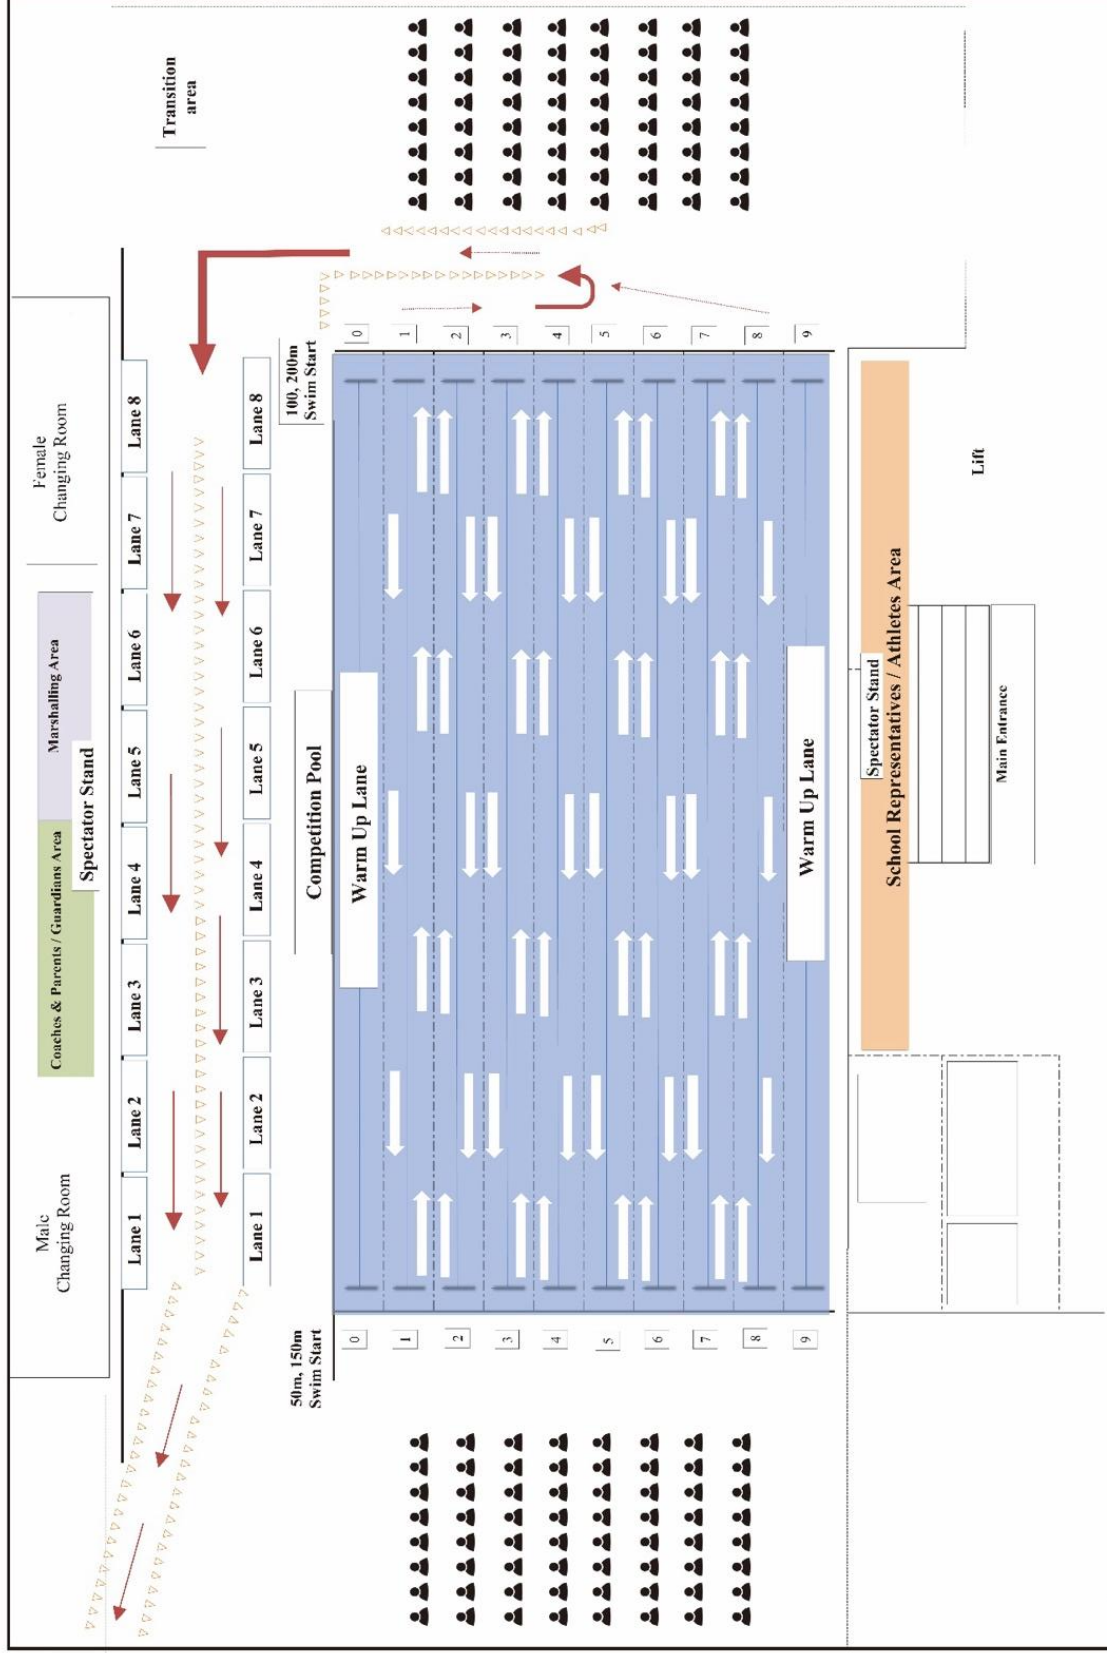 Transition
area
Female
Changing Room
Marshalling Area
Spectator Stand
Coaches & Parents / Guardians Area
Male
Changing Room
Lane 8
Lane 7
Lane 6
Lane 5
Lane 4
Lane 3
Lane 2
Lane 1
Lane 8
Lane 7
Lane 6
Lane 5
Lane 4
Lane 3
Lane 2
Lane 1
100, 200m
Swim Start
Competition Pool
50m, 150m
Swim Start
0
1
2
3
4
5
6
7
8
9
Warm Up Lane
Warm Up Lane
0
1
2
3
4
5
6
7
8
9
Spectator Stand
School Representatives / Athletes Area
Lift
Main Entrance